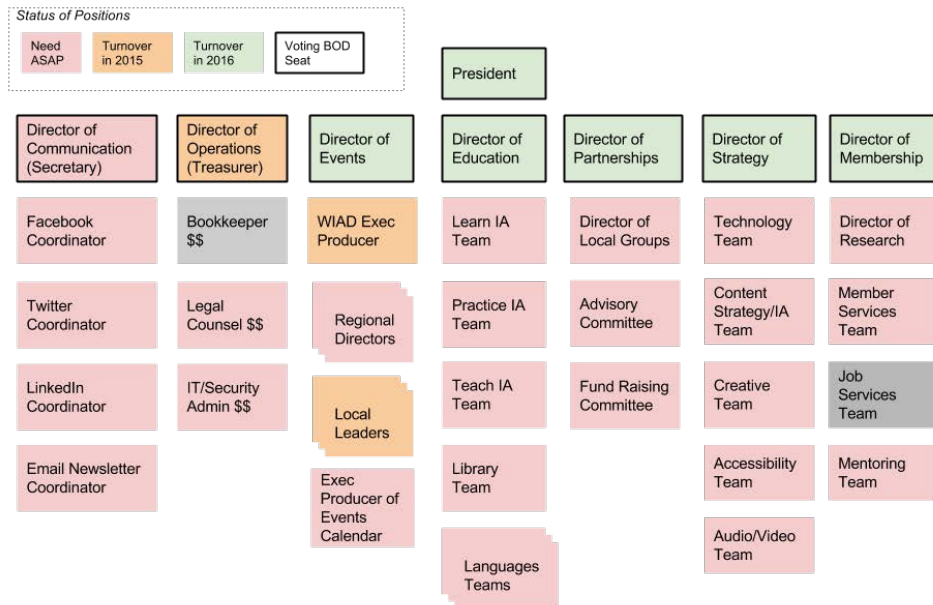 Status of Positions
Need
ASAP
Turnover
in 2015
Turnover
in 2016
Voting BOD
Seat
President
Director of
Communication
(Secretary)
Director of
Operations
(Treasurer)
Director of
Events
Director of
Education
Director of
Partnerships
Director of
Strategy
Director of
Membership
Facebook
Coordinator
Bookkeeper
$$
WIAD Exec
Producer
Learn IA
Team
Director of
Local Groups
Technology
Team
Director of
Research
Twitter
Coordinator
Legal
Counsel $$
Regional
Directors
Practice IA
Team
Advisory
Committee
Content
Strategy/IA
Team
Member
Services
Team
LinkedIn
Coordinator
IT/Security
Admin $$
Local
Leaders
Teach IA
Team
Fund Raising
Committee
Creative
Team
Job
Services
Team
Email Newsletter
Coordinator
Exec
Producer of
Events
Calendar
Library
Team
Accessibility
Team
Mentoring
Team
Languages
Teams
Audio/Video
Team